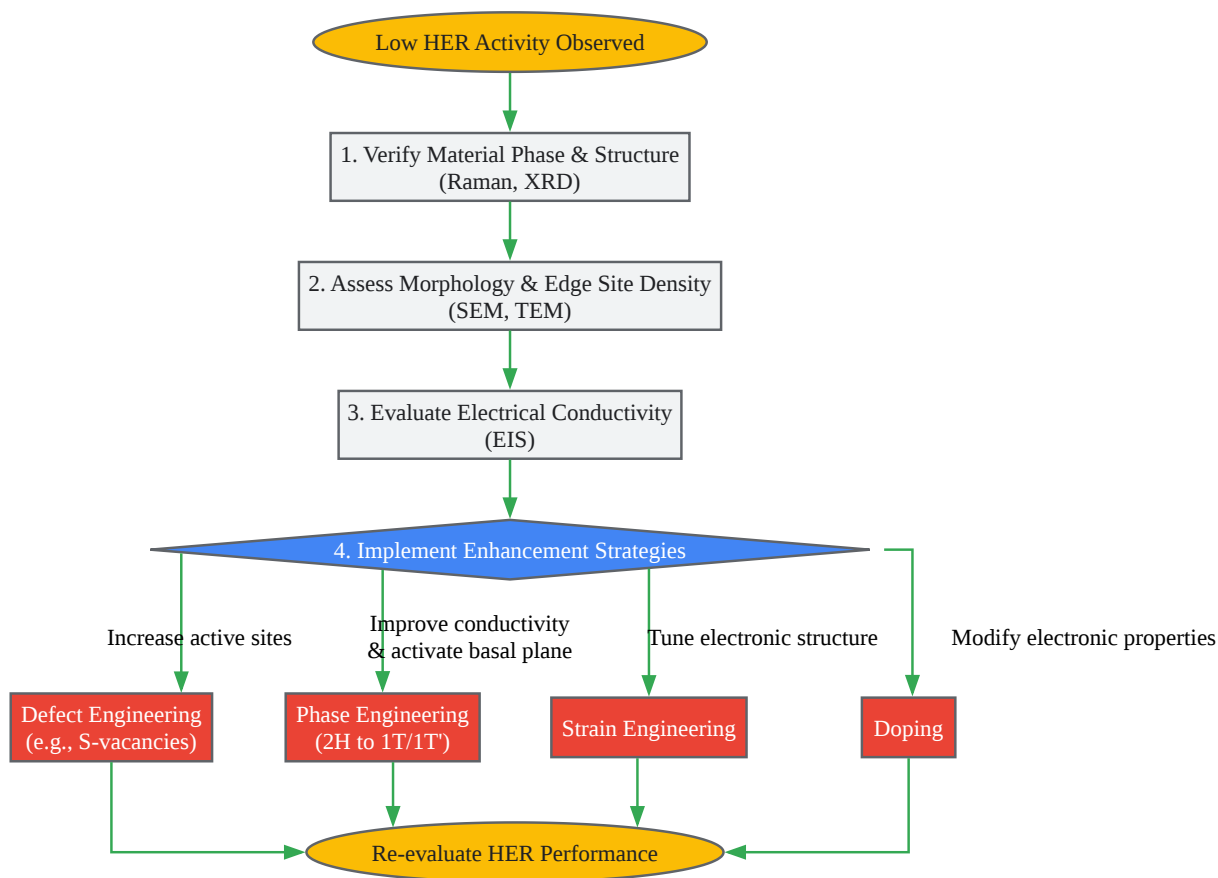 Low HER Activity Observed
1. Verify Material Phase & Structure
(Raman, XRD)
2. Assess Morphology & Edge Site Density
(SEM, TEM)
3. Evaluate Electrical Conductivity
(EIS)
4. Implement Enhancement Strategies
Increase active sites
Improve conductivity
& activate basal plane
Tune electronic structure
Modify electronic properties
Defect Engineering
(e.g., S-vacancies)
Phase Engineering
(2H to 1T/1T')
Strain Engineering
Doping
Re-evaluate HER Performance